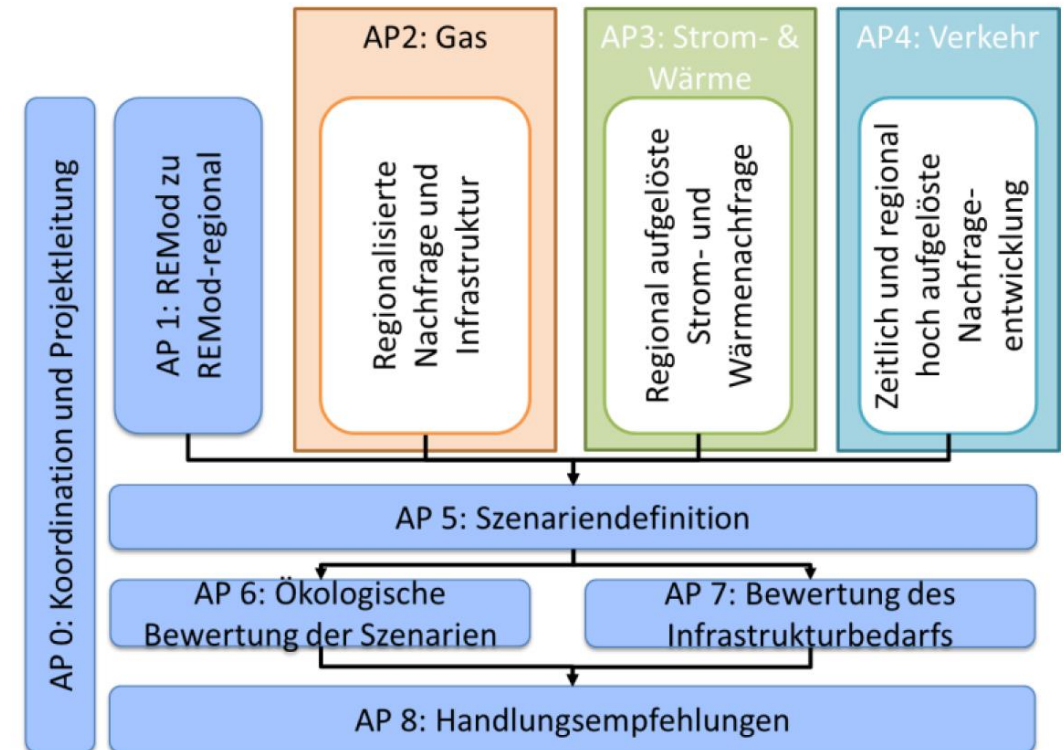 AP 0: Koordination und Projektleitung
AP 1: REMod zu
REMod-regional
AP2: Gas
Regionalisierte
Nachfrage und
Infrastruktur
AP3: Strom- &
Wärme
Regional aufgelöste
Strom- und
Wärmenachfrage
AP4: Verkehr
Zeitlich und regional
hoch aufgelöste
Nachfrage-
entwicklung
AP 5: Szenariendefinition
AP 6: Ökologische
Bewertung der Szenarien
AP 7: Bewertung des
Infrastrukturbedarfs
AP 8: Handlungsempfehlungen